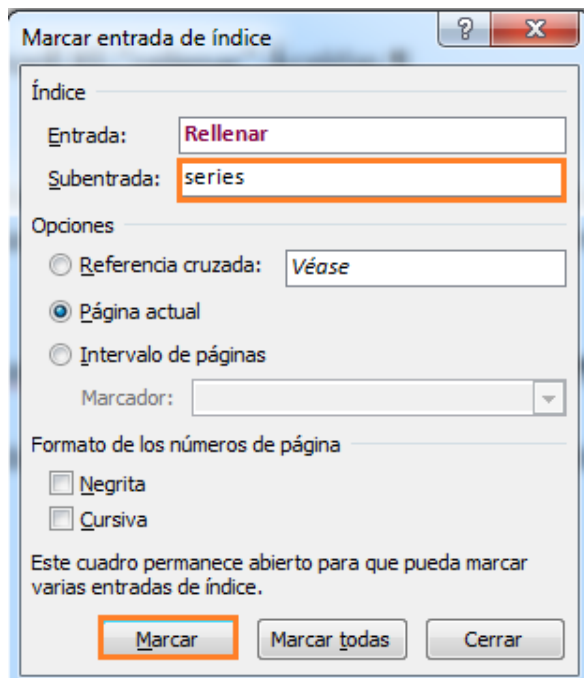 Marcar entrada de índice
Índice
Entrada: Rellenar
Subentrada: series
Opciones
Referencia cruzada: Véase
Página actual
Intervalo de páginas
Marcador:
Formato de los números de página
Negrita
Cursiva
Este cuadro permanece abierto para que pueda marcar
varias entradas de índice.
Marcar Marcar todas Cerrar